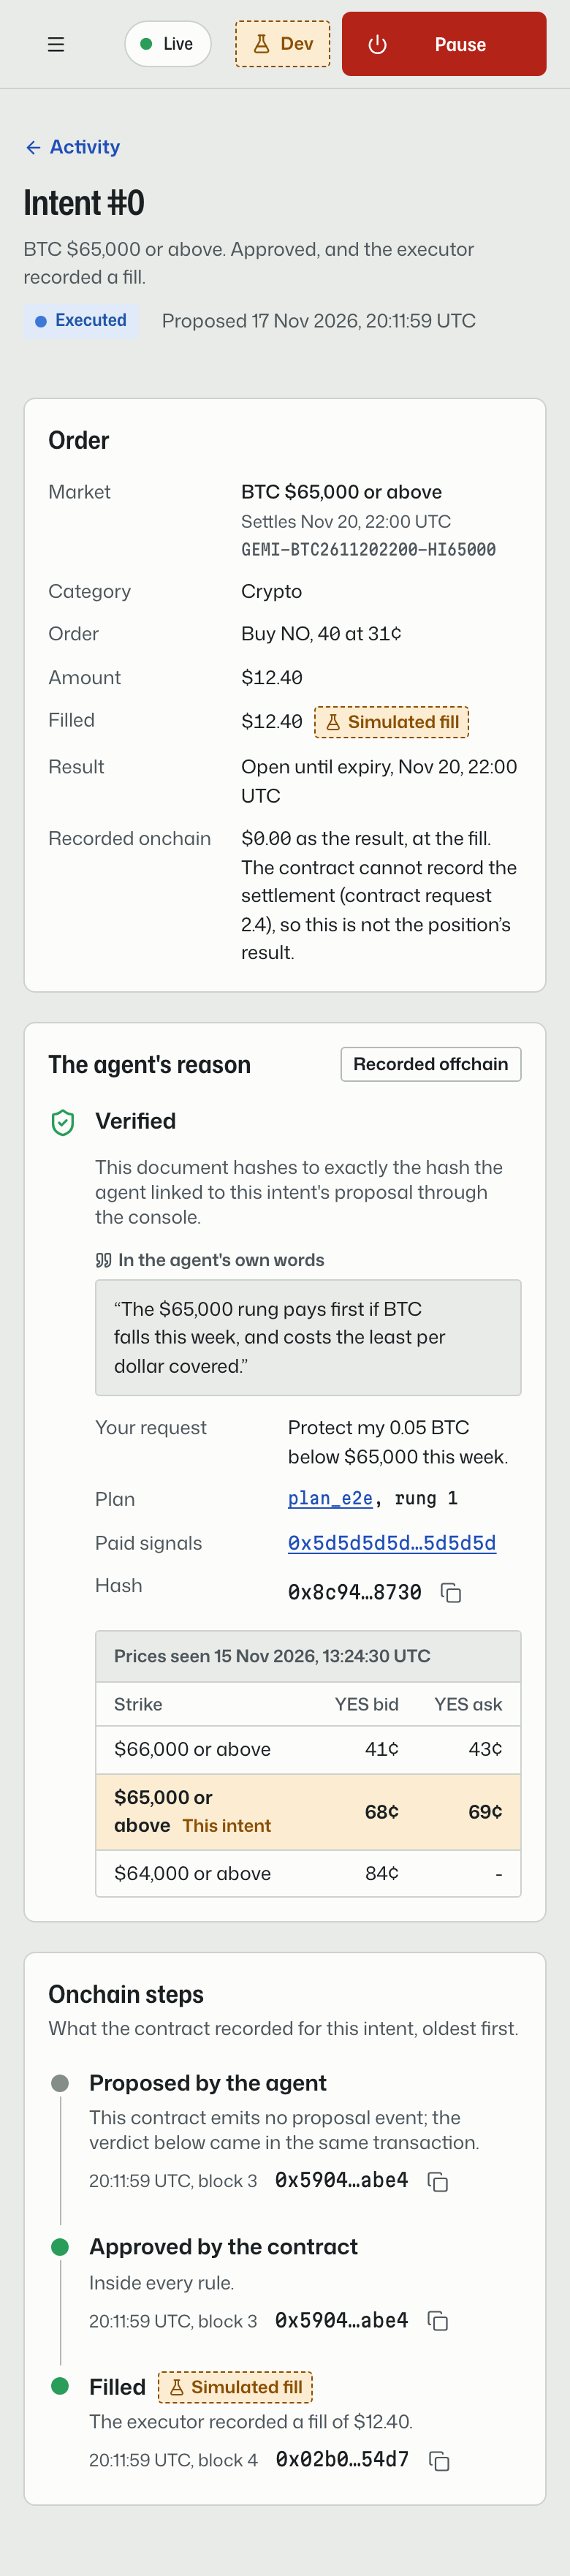 Live
Dev
Pause
Activity
Intent #0
BTC $65,000 or above. Approved, and the executor
recorded a fill.
Executed
Proposed 17 Nov 2026, 20:11:59 UTC
Order
Market
BTC $65,000 or above
Settles Nov 20, 22:00 UTC
GEMI-BTC2611202200-HI65000
Category
Crypto
Order
Buy NO, 40 at 31¢
Amount
$12.40
Filled
$12.40
Simulated fill
Result
Open until expiry, Nov 20, 22:00
UTC
Recorded onchain
$0.00 as the result, at the fill.
The contract cannot record the
settlement (contract request
2.4), so this is not the position’s
result.
The agent's reason
Recorded offchain
Verified
This document hashes to exactly the hash the
agent linked to this intent's proposal through
the console.
In the agent's own words
“The $65,000 rung pays first if BTC
falls this week, and costs the least per
dollar covered.”
Your request
Protect my 0.05 BTC
below $65,000 this week.
Plan
plan_e2e, rung 1
Paid signals
0x5d5d5d5d…5d5d5d
Hash
0x8c94…8730
Prices seen 15 Nov 2026, 13:24:30 UTC
Strike YES bid YES ask
$66,000 or above 41¢ 43¢
$65,000 or
above This intent 68¢ 69¢
$64,000 or above 84¢ -
Onchain steps
What the contract recorded for this intent, oldest first.
Proposed by the agent
This contract emits no proposal event; the
verdict below came in the same transaction.
20:11:59 UTC, block 3 0x5904…abe4
Approved by the contract
Inside every rule.
20:11:59 UTC, block 3 0x5904…abe4
Filled
Simulated fill
The executor recorded a fill of $12.40.
20:11:59 UTC, block 4 0x02b0…54d7